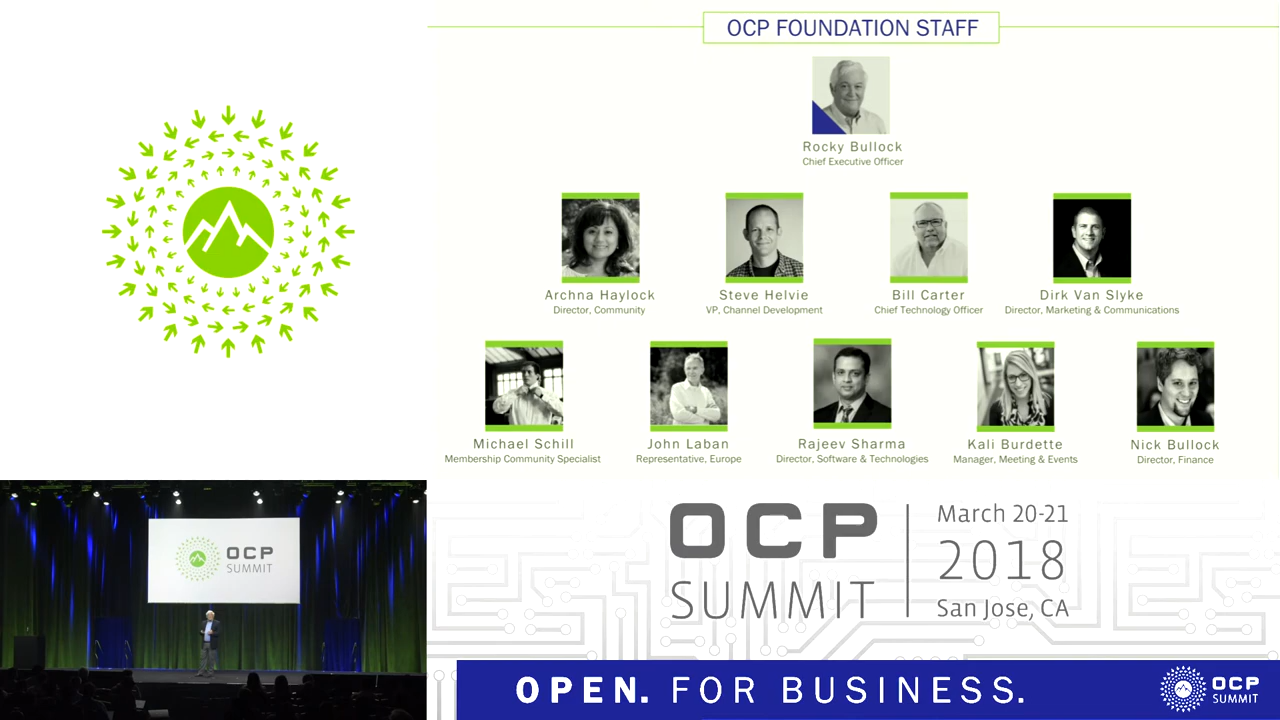 OCP FOUNDATION STAFF
Rocky Bullock
Chief Executive Officer
Archna Haylock
Director, Community
Steve Helvie
VP, Channel Development
Bill Carter
Chief Technology Officer
Dirk Van Slyke
Director, Marketing & Communications
Michael Schill
Membership Community Specialist
John Laban
Representative, Europe
Rajeev Sharma
Director, Software & Technologies
Kali Burdette
Manager, Meeting & Events
Nick Bullock
Director, Finance
OCP
SUMMIT
OCP
SUMMIT
March 20-21
2018
San Jose, CA
OPEN. FOR BUSINESS.
OCP
SUMMIT